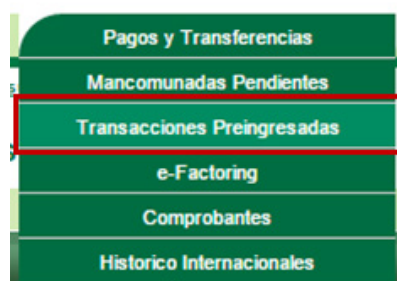 Pagos y Transferencias
Mancomunadas Pendientes
Transacciones Preingresadas
e-Factoring
Comprobantes
Historico Internacionales